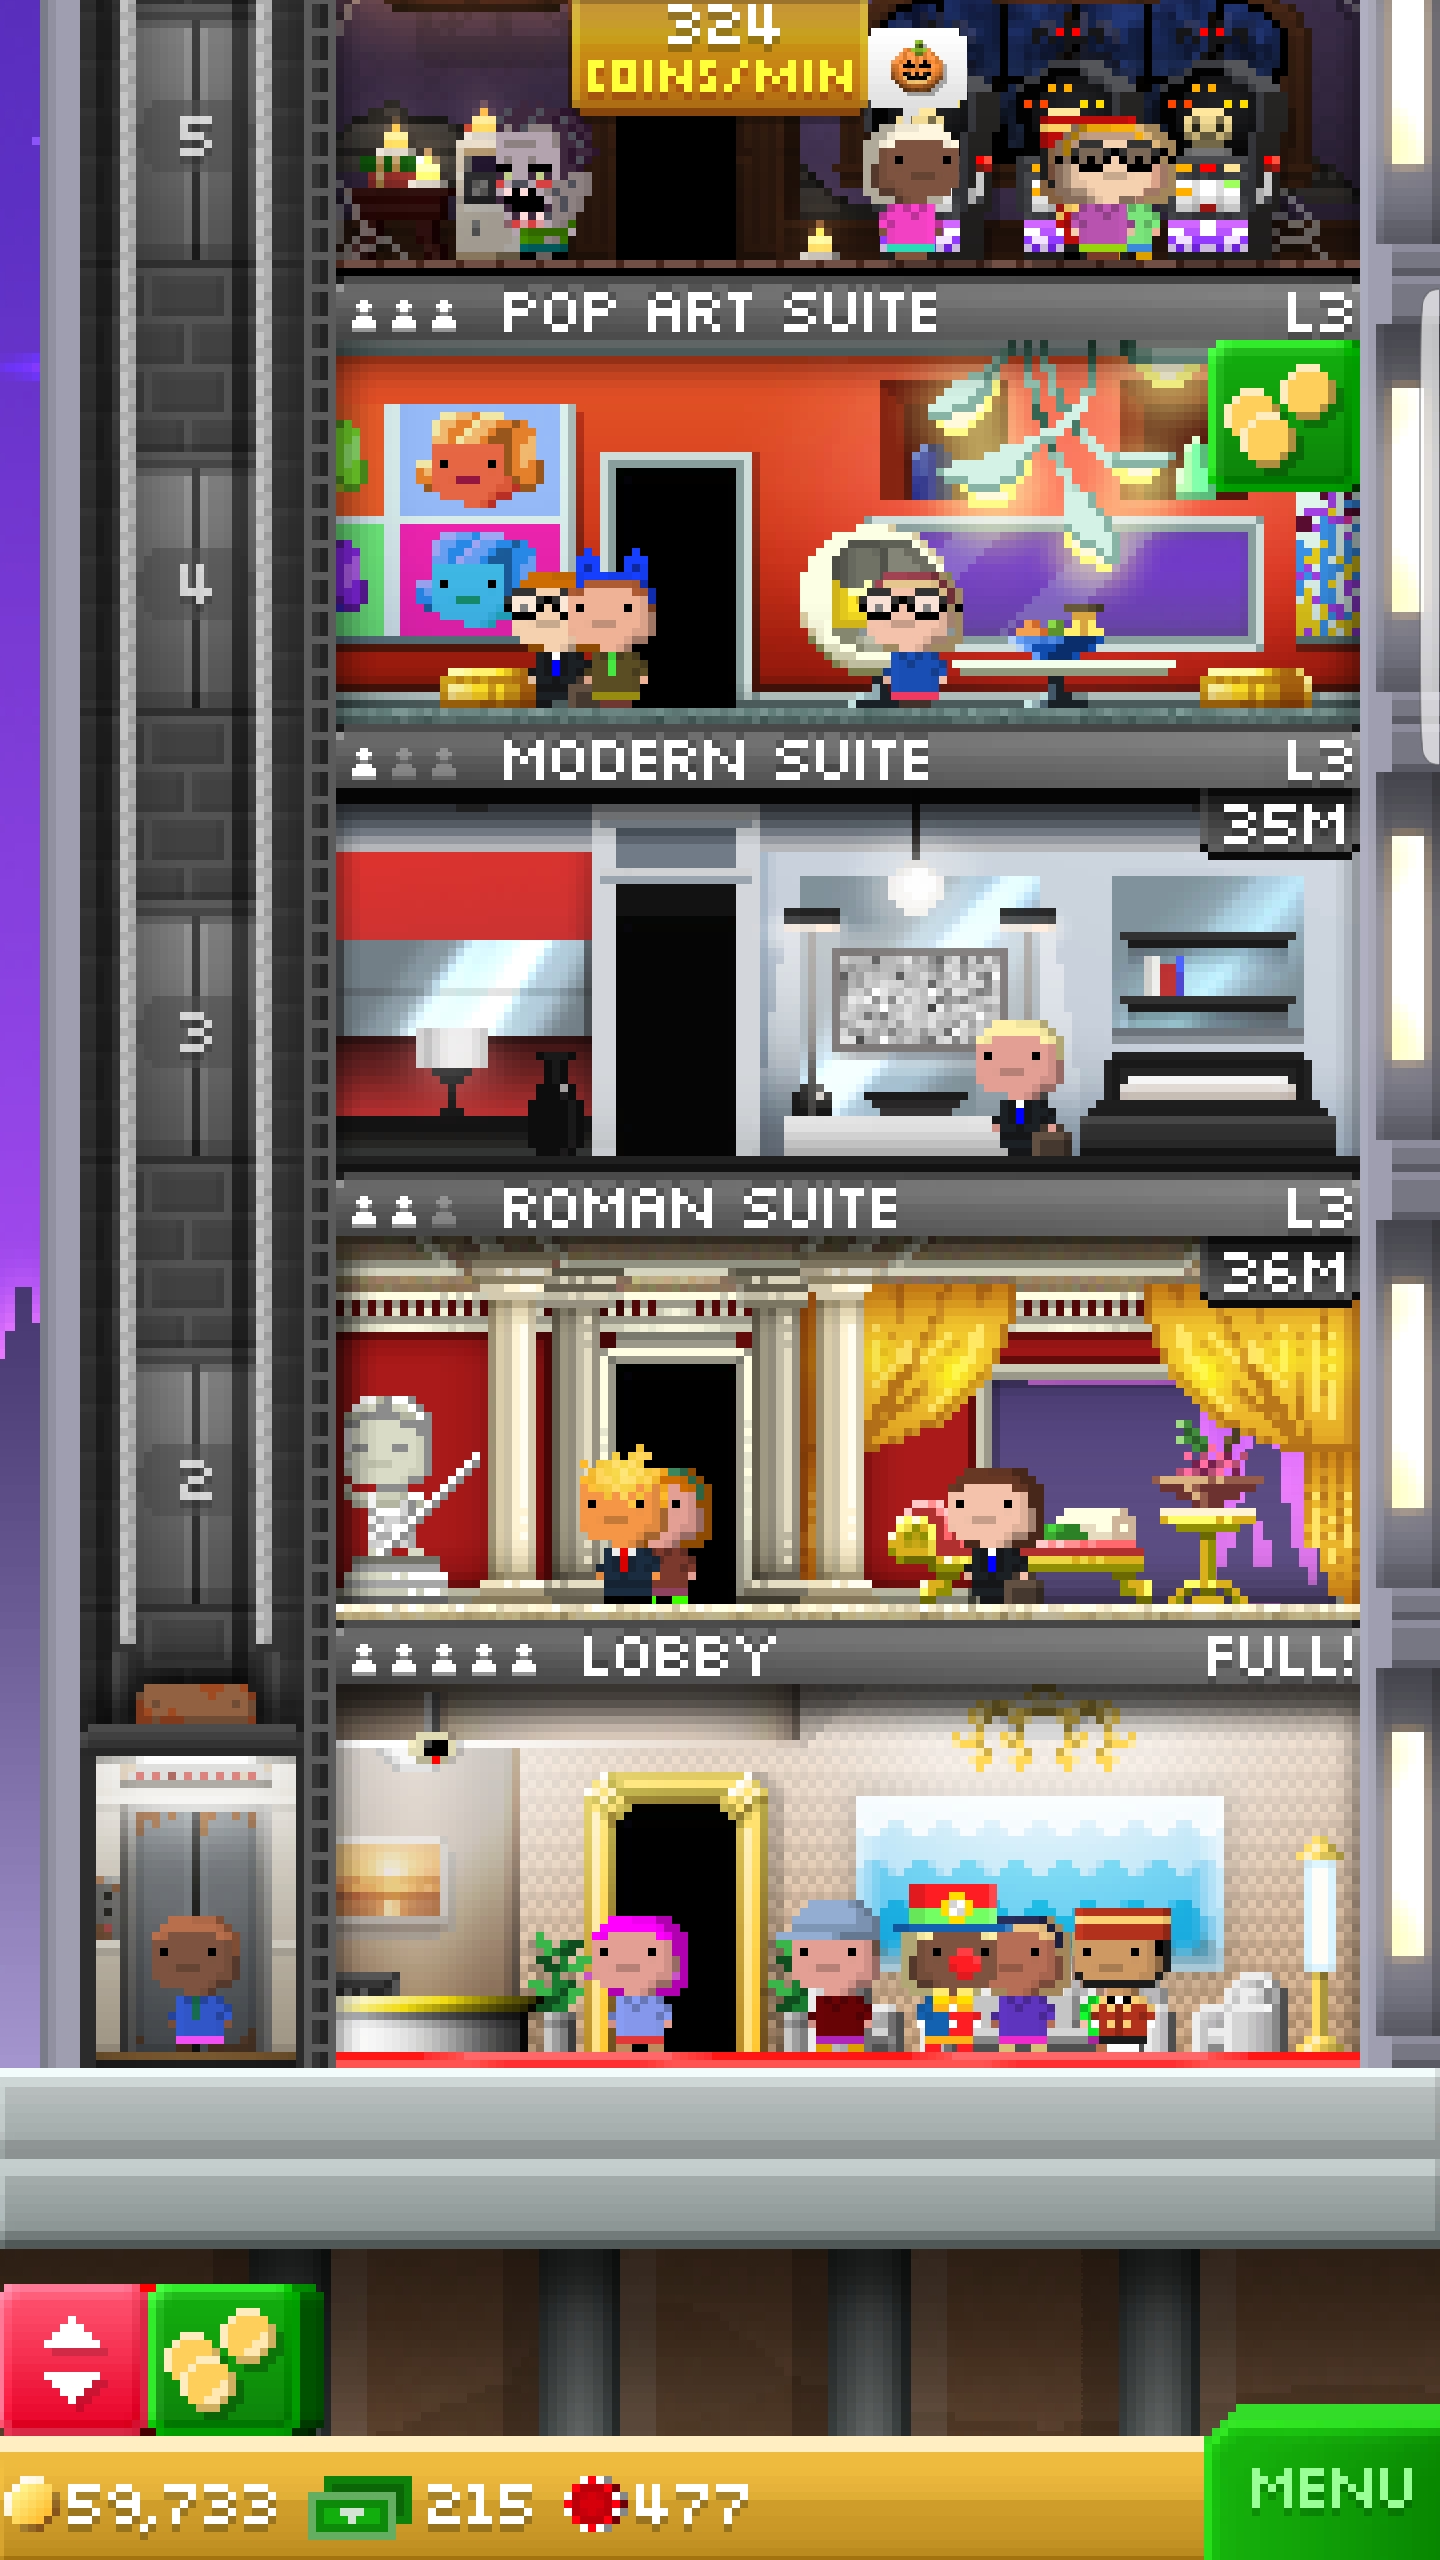 324
COINS/MIN
5
POP ART SUITE L3
4
MODERN SUITE L3
35M
3
ROMAN SUITE L3
36M
2
LOBBY FULL!
59,733 215 477
MENU